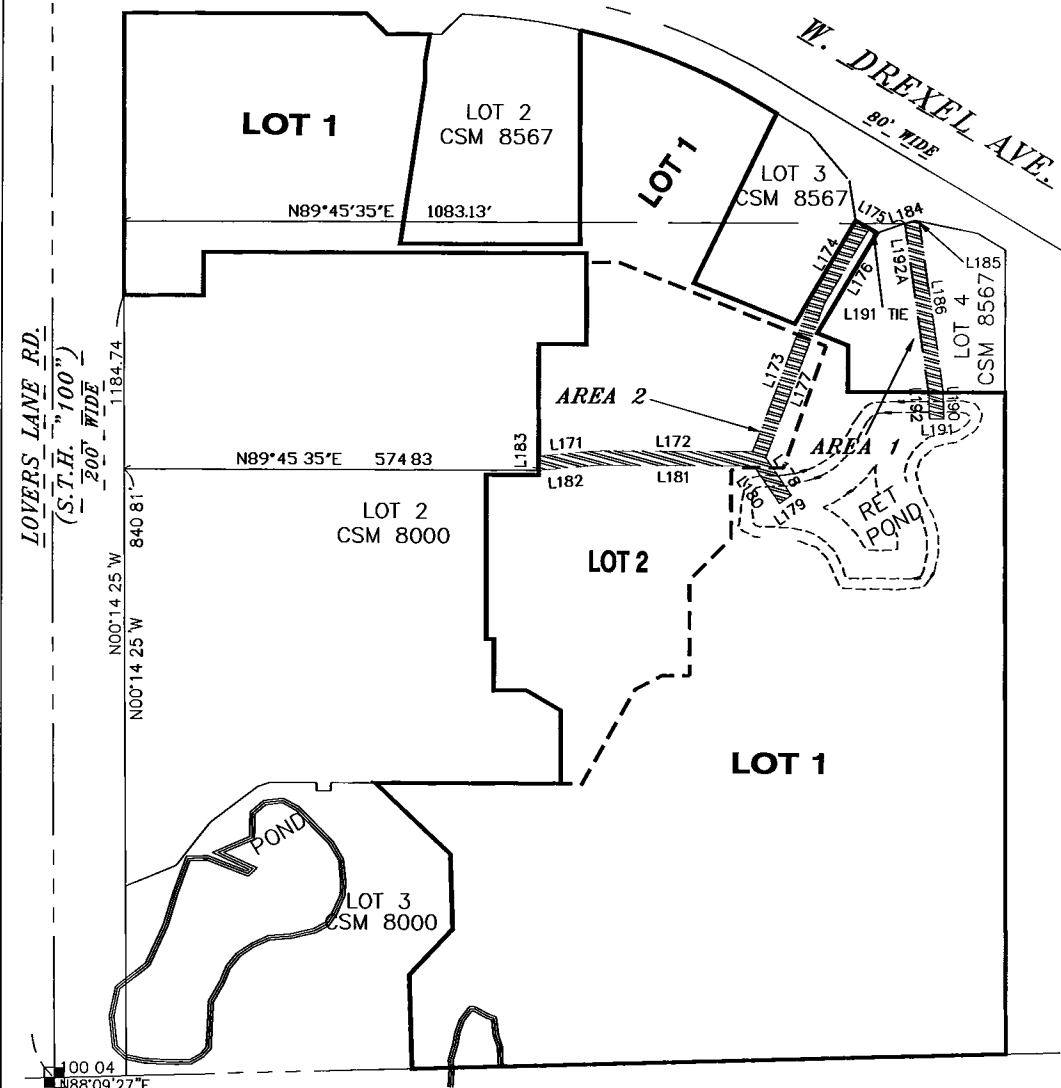 W. DREXEL AVE.
80' WIDE
LOT 1
LOT 2
CSM 8567
LOT 1
LOT 3
CSM 8567
N89°45'35"E 1083.13'
L175
L184
L174
L176
L192A
L185
L186
L191 TIE
LOT 4
CSM 8567
LOVERS LANE RD.
(S.T.H. "100")
200' WIDE
1184.74
L173
L177
AREA 2
L190
L192
L191
AREA 1
L183
L171
L172
N89°45 35"E 574 83
L182
L181
L180
L179
RET
POND
LOT 2
CSM 8000
840 81
N00°14 25 'W
N00°14 25 'W
LOT 2
LOT 1
POND
LOT 3
CSM 8000
100 04
N88°09'27"E